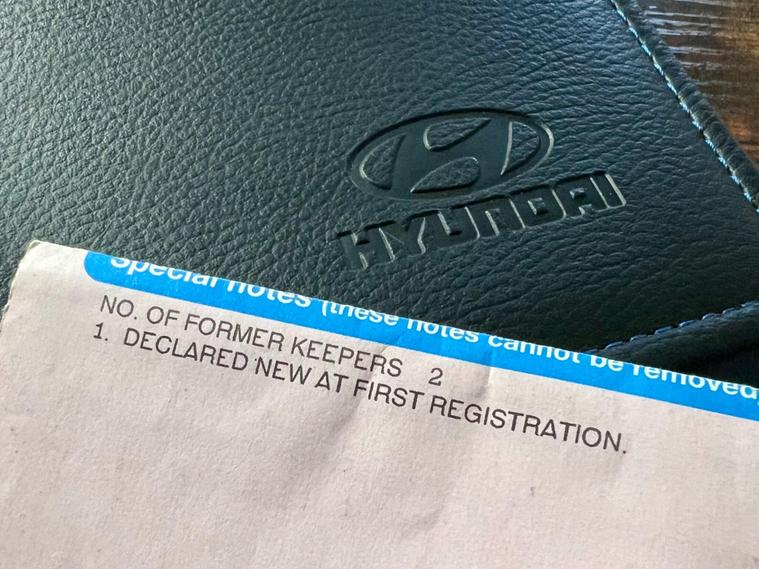 HYUNDAI
Special notes (these notes cannot be removed)
NO. OF FORMER KEEPERS 2
1. DECLARED NEW AT FIRST REGISTRATION.